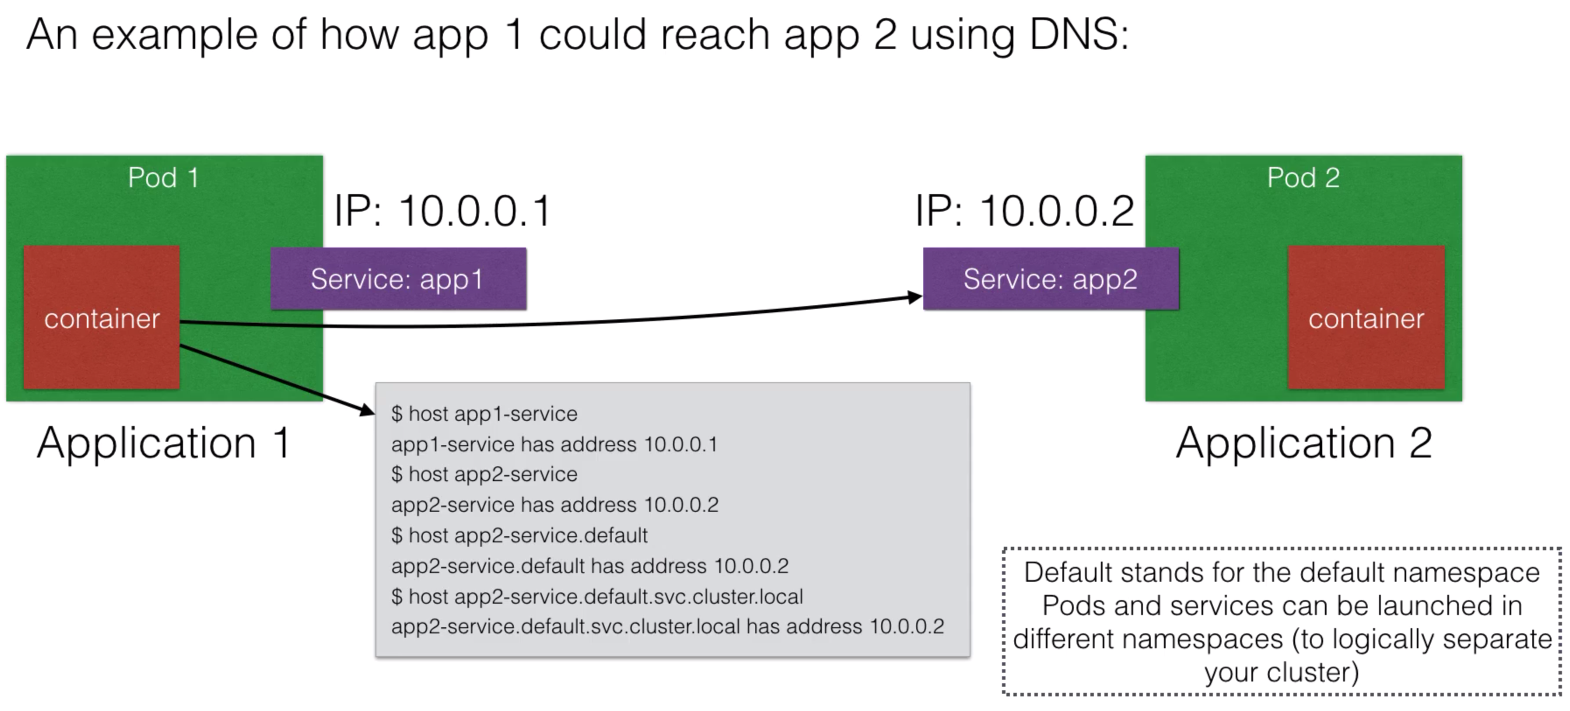 An example of how app 1 could reach app 2 using DNS:
Pod 1
IP: 10.0.0.1
Service: app1
container
Application 1
IP: 10.0.0.2
Service: app2
Pod 2
container
Application 2
$ host app1-service
app1-service has address 10.0.0.1
$ host app2-service
app2-service has address 10.0.0.2
$ host app2-service.default
app2-service.default has address 10.0.0.2
$ host app2-service.default.svc.cluster.local
app2-service.default.svc.cluster.local has address 10.0.0.2
Default stands for the default namespace
Pods and services can be launched in
different namespaces (to logically separate
your cluster)